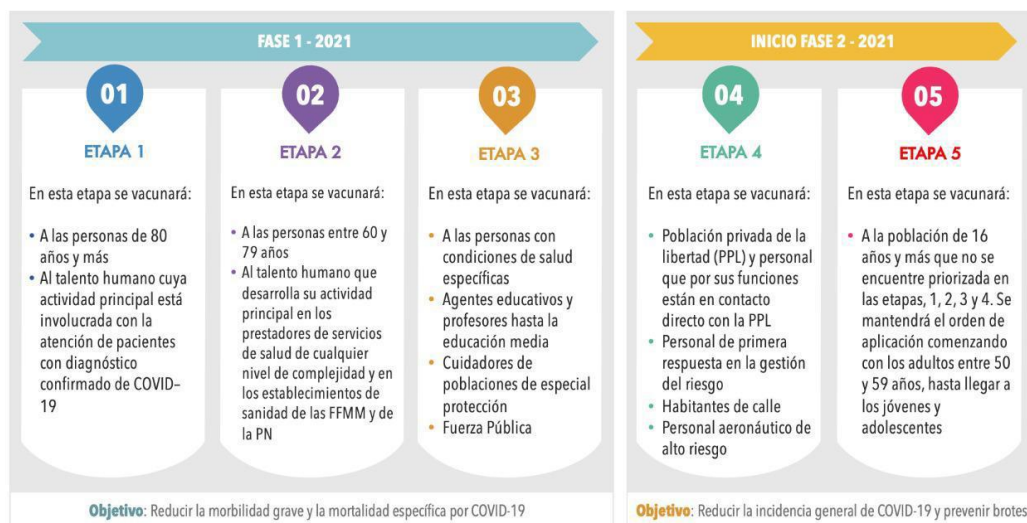 FASE 1 - 2021
01
ETAPA 1
En esta etapa se vacunará:
• A las personas de 80
años y más
• Al talento humano cuya
actividad principal está
involucrada con la
atención de pacientes
con diagnóstico
confirmado de COVID–
19
02
ETAPA 2
En esta etapa se vacunará:
• A las personas entre 60 y
79 años
• Al talento humano que
desarrolla su actividad
principal en los
prestadores de servicios
de salud de cualquier
nivel de complejidad y en
los establecimientos de
sanidad de las FFMM y de
la PN
03
ETAPA 3
En esta etapa se vacunará:
• A las personas con
condiciones de salud
específicas
• Agentes educativos y
profesores hasta la
educación media
• Cuidadores de
poblaciones de especial
protección
• Fuerza Pública
Objetivo: Reducir la morbilidad grave y la mortalidad específica por COVID-19
INICIO FASE 2 - 2021
04
ETAPA 4
En esta etapa se vacunará:
• Población privada de la
libertad (PPL) y personal
que por sus funciones
están en contacto
directo con la PPL
• Personal de primera
respuesta en la gestión
del riesgo
• Habitantes de calle
• Personal aeronáutico de
alto riesgo
05
ETAPA 5
En esta etapa se vacunará:
• A la población de 16
años y más que no se
encuentre priorizada en
las etapas, 1, 2, 3 y 4. Se
mantendrá el orden de
aplicación comenzando
con los adultos entre 50
y 59 años, hasta llegar a
los jóvenes y
adolescentes
Objetivo: Reducir la incidencia general de COVID-19 y prevenir brotes